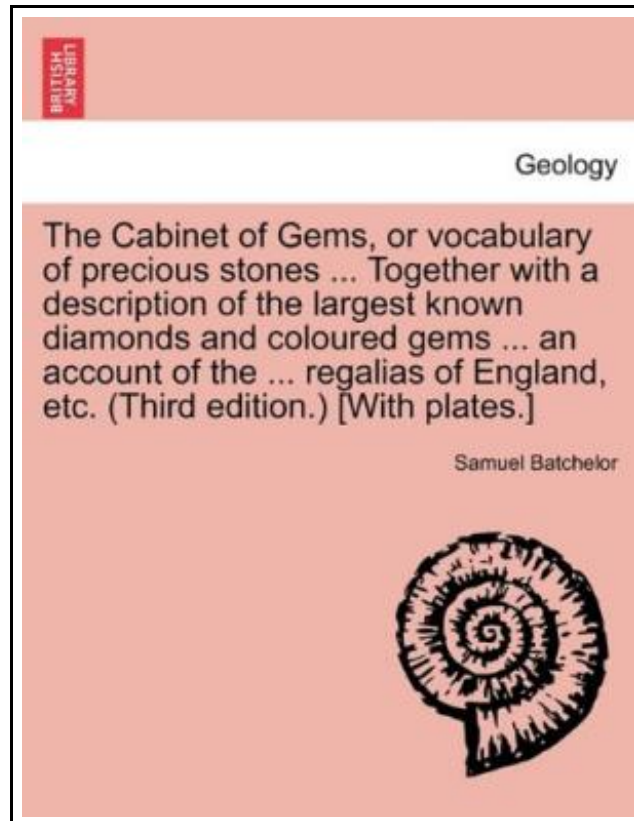 BRITISH
LIBRARY
Geology
The Cabinet of Gems, or vocabulary
of precious stones ... Together with a
description of the largest known
diamonds and coloured gems ... an
account of the ... regalias of England,
etc. (Third edition.) [With plates.]
Samuel Batchelor